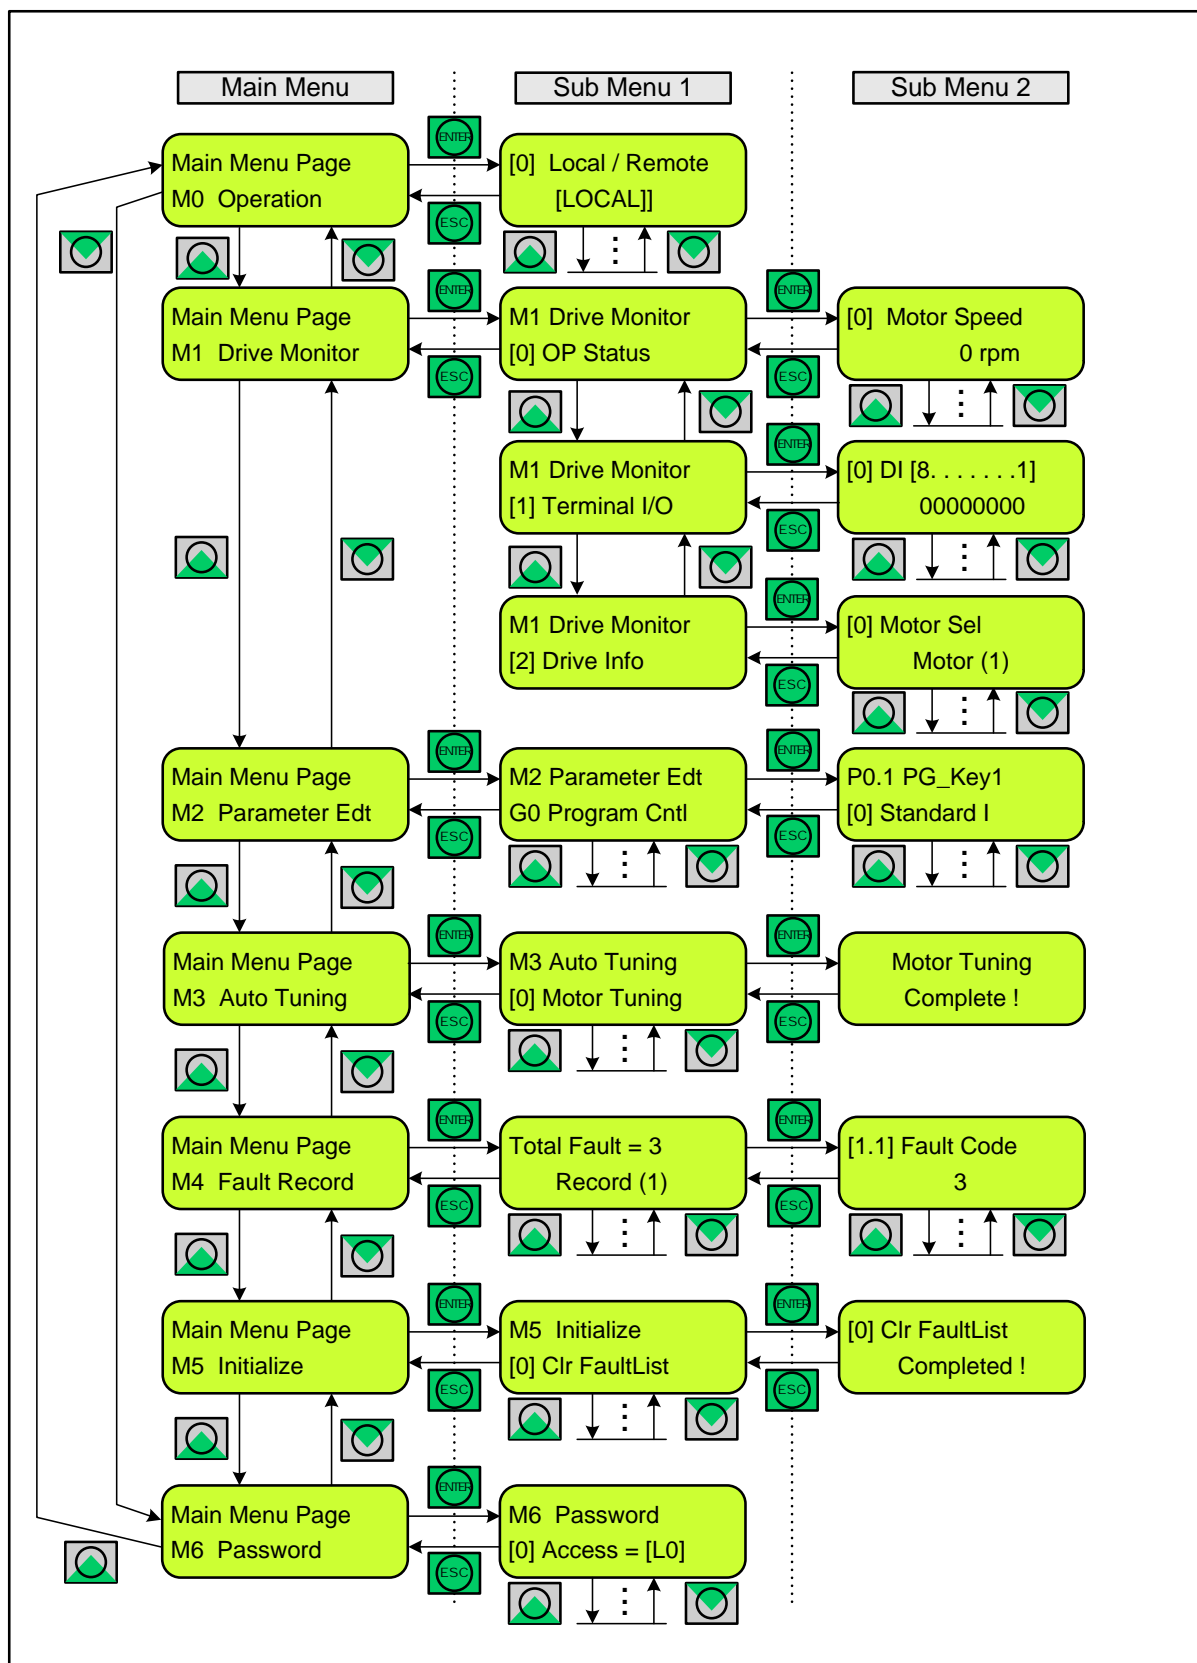 Main Menu
Sub Menu 1
Sub Menu 2
ENTER
Main Menu Page
M0 Operation
[0] Local / Remote
[LOCAL]]
ESC
ENTER
ENTER
Main Menu Page
M1 Drive Monitor
M1 Drive Monitor
[0] OP Status
[0] Motor Speed
0 rpm
ESC
ESC
ENTER
M1 Drive Monitor
[1] Terminal I/O
[0] DI [8. . . . . . .1]
00000000
ESC
ENTER
M1 Drive Monitor
[2] Drive Info
[0] Motor Sel
Motor (1)
ESC
ENTER
ENTER
Main Menu Page
M2 Parameter Edt
M2 Parameter Edt
G0 Program Cntl
P0.1 PG_Key1
[0] Standard I
ESC
ESC
ENTER
ENTER
Main Menu Page
M3 Auto Tuning
M3 Auto Tuning
[0] Motor Tuning
Motor Tuning
Complete !
ESC
ESC
ENTER
ENTER
Main Menu Page
M4 Fault Record
Total Fault = 3
Record (1)
[1.1] Fault Code
3
ESC
ESC
ENTER
ENTER
Main Menu Page
M5 Initialize
M5 Initialize
[0] Clr FaultList
[0] Clr FaultList
Completed !
ESC
ESC
ENTER
Main Menu Page
M6 Password
M6 Password
[0] Access = [L0]
ESC